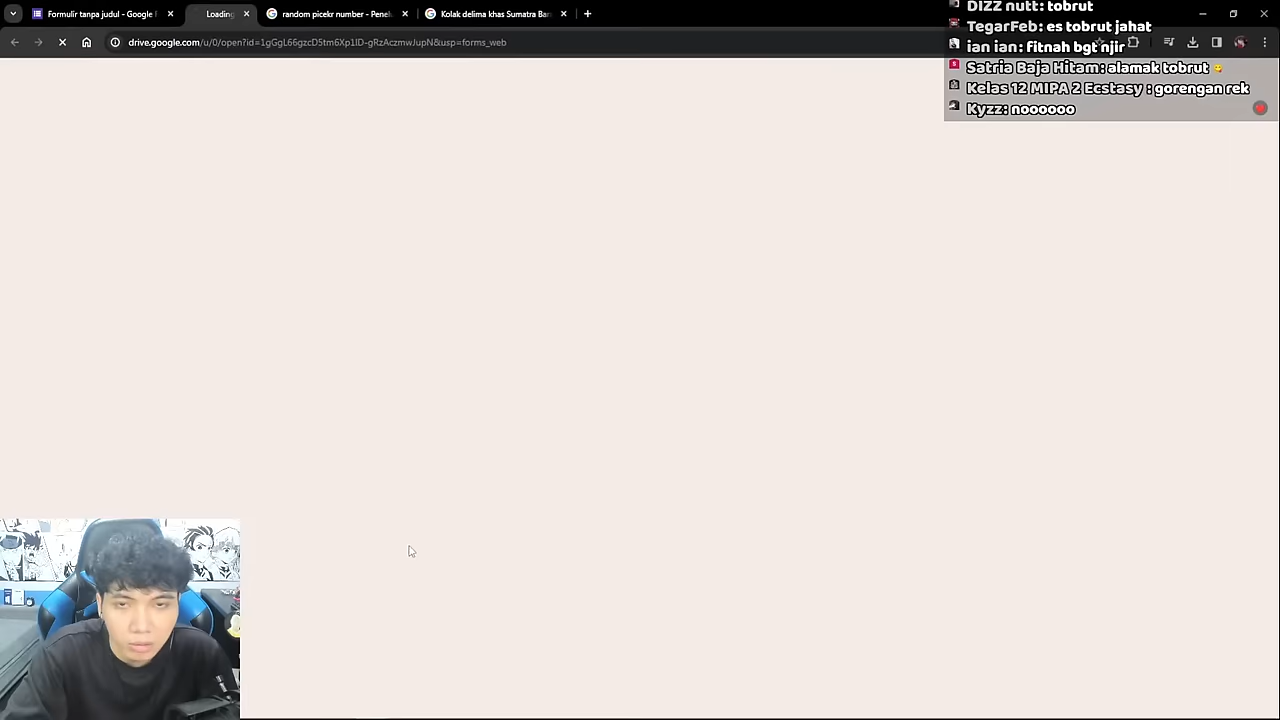 Formulir tanpa judul - Google F
Loading
random picekr number - Penel
Kolak delima khas Sumatra Bar
drive.google.com/u/0/open?id=1gGgL66gzcD5tm6Xp1lD-gRzAczmwJupN&usp=forms_web
DIZZ nutt: tobrut
TegarFeb: es tobrut jahat
ian ian: fitnah bgt njir
Satria Baja Hitam: alamak tobrut 😋
Kelas 12 MIPA 2 Ecstasy : gorengan rek
Kyzz: noooooo